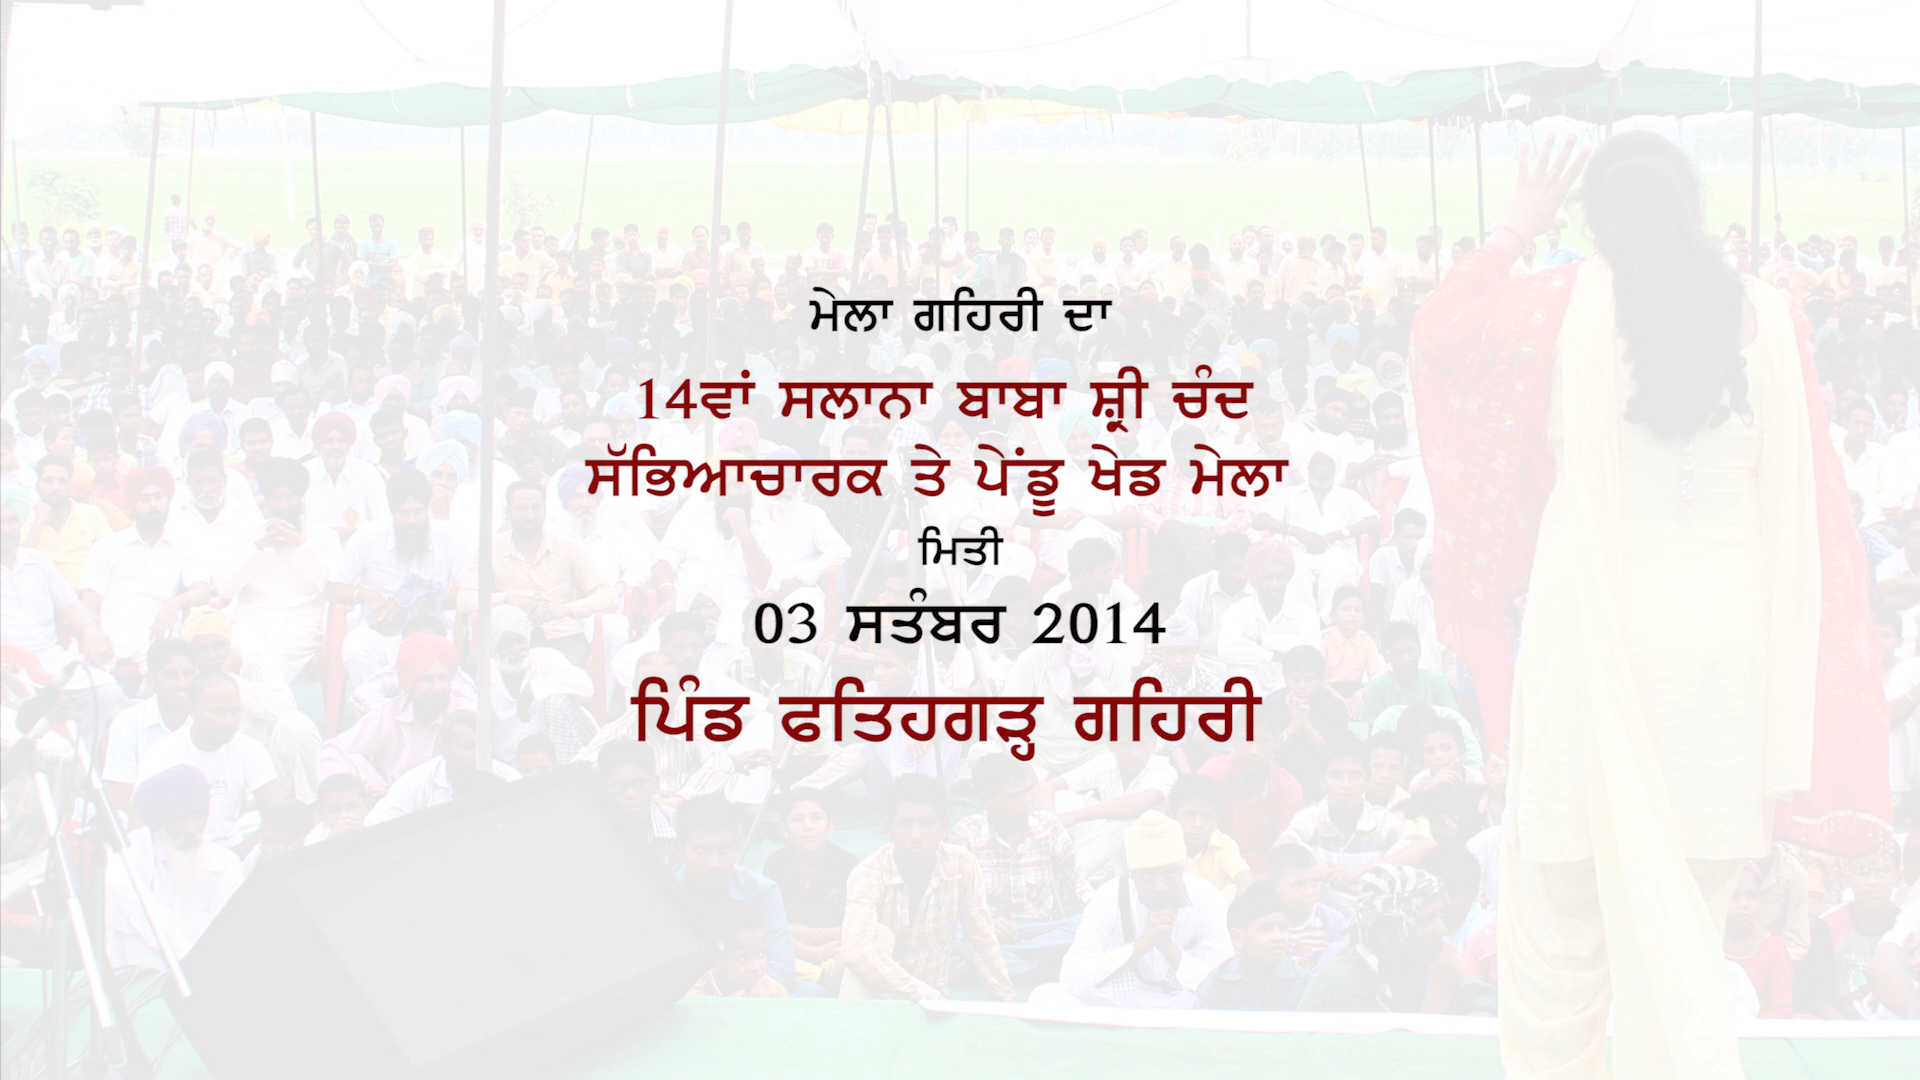 ਮੇਲਾ ਗਹਿਰੀ ਦਾ
14ਵਾਂ ਸਲਾਨਾ ਬਾਬਾ ਸ਼੍ਰੀ ਚੰਦ
ਸੱਭਿਆਚਾਰਕ ਤੇ ਪੇਂਡੂ ਖੇਡ ਮੇਲਾ
ਮਿਤੀ
03 ਸਤੰਬਰ 2014
ਪਿੰਡ ਫਤਿਹਗੜ੍ਹ ਗਹਿਰੀ